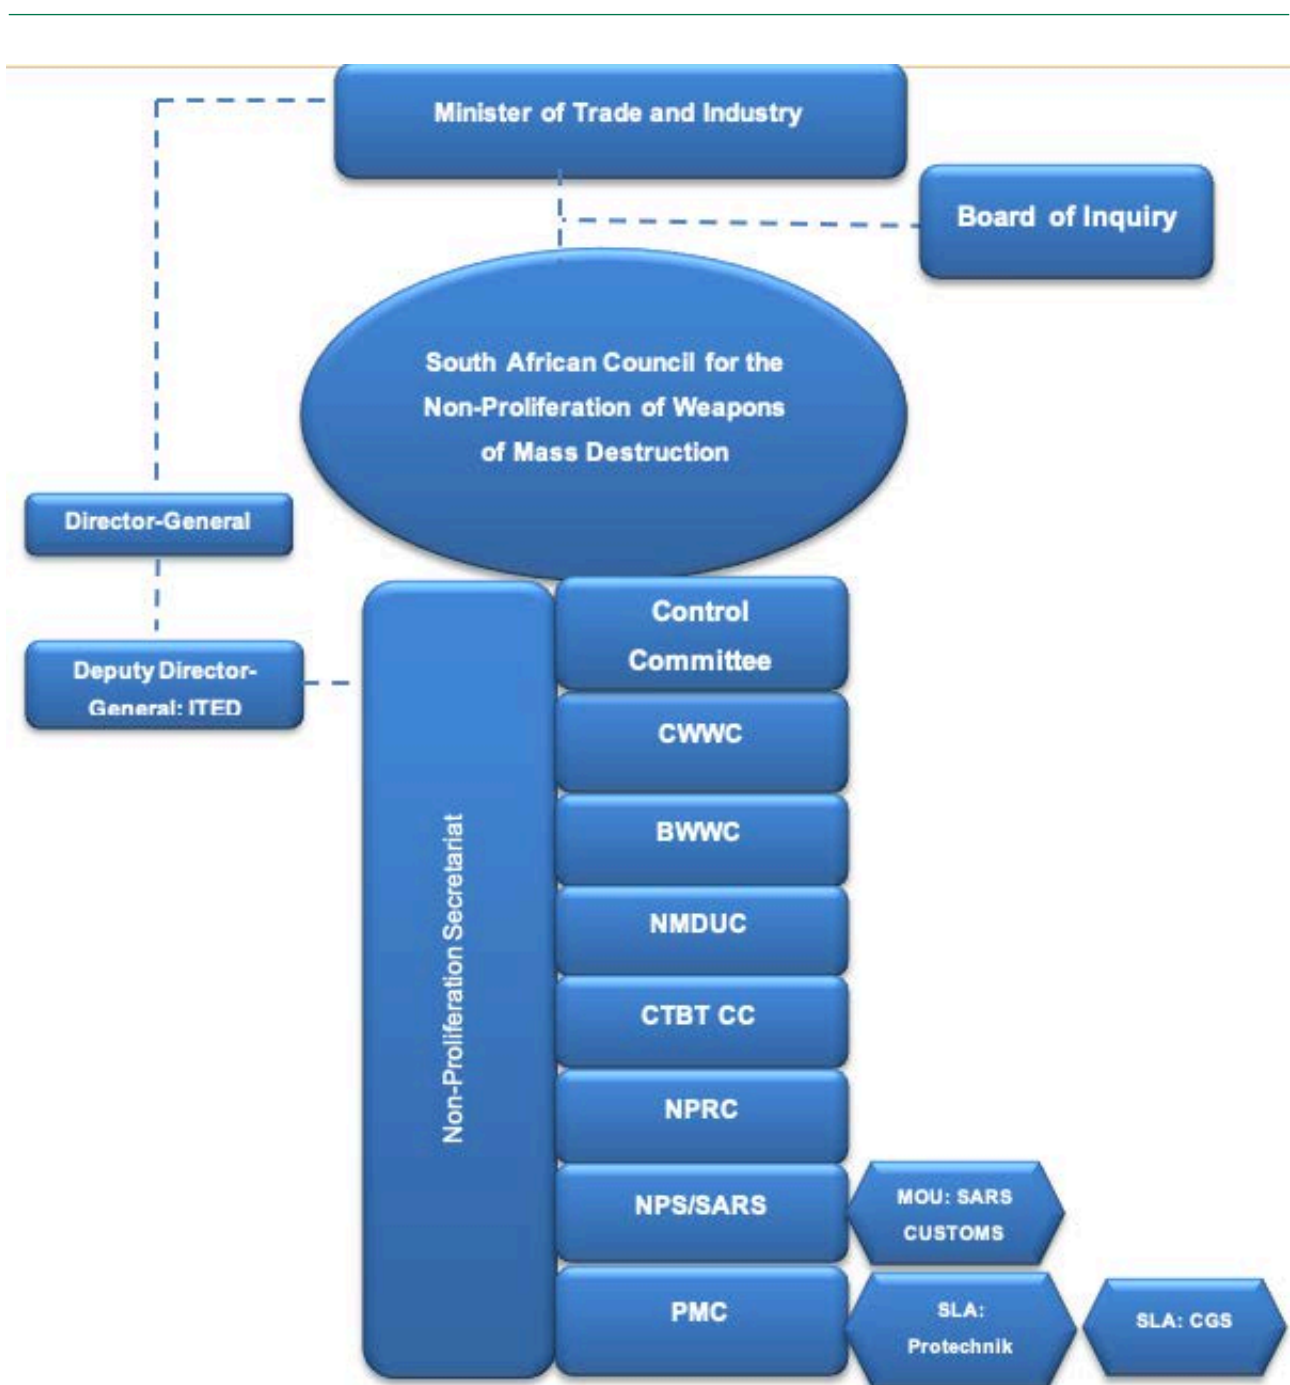 Minister of Trade and Industry
Board of Inquiry
South African Council for the
Non-Proliferation of Weapons
of Mass Destruction
Director-General
Deputy Director-
General: ITED
Non-Proliferation Secretariat
Control
Committee
CWWC
BWWC
NMDUC
CTBT CC
NPRC
NPS/SARS
MOU: SARS
CUSTOMS
PMC
SLA:
Protechnik
SLA: CGS